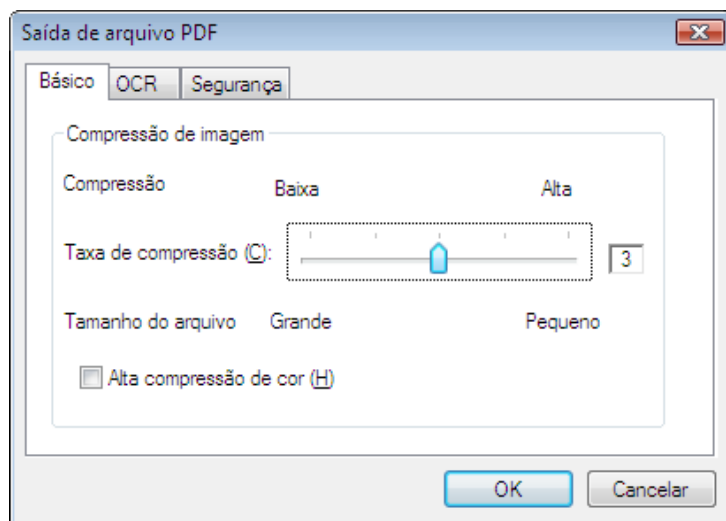 Saída de arquivo PDF
Básico OCR Segurança
Compressão de imagem
Compressão Baixa Alta
Taxa de compressão (C): 3
Tamanho do arquivo Grande Pequeno
Alta compressão de cor (H)
OK Cancelar